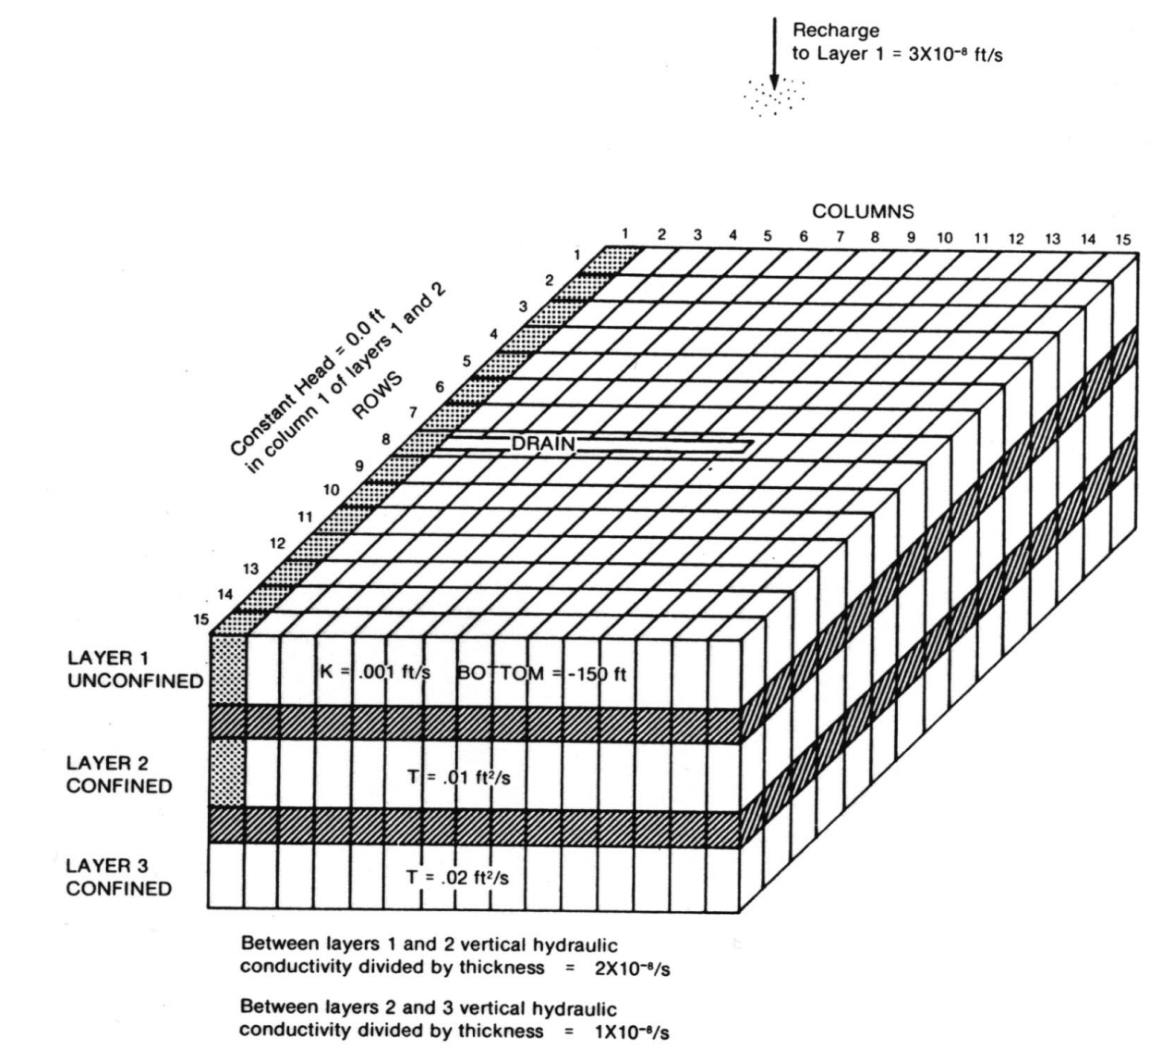 Recharge
to Layer 1 = 3X10⁻⁸ ft/s
COLUMNS
1 2 3 4 5 6 7 8 9 10 11 12 13 14 15
Constant Head = 0.0 ft
in column 1 of layers 1 and 2
ROWS
1
2
3
4
5
6
7
8
9
10
11
12
13
14
15
DRAIN
LAYER 1
UNCONFINED
K = .001 ft/s BOTTOM = -150 ft
LAYER 2
CONFINED
T = .01 ft²/s
LAYER 3
CONFINED
T = .02 ft²/s
Between layers 1 and 2 vertical hydraulic
conductivity divided by thickness = 2X10⁻⁸/s
Between layers 2 and 3 vertical hydraulic
conductivity divided by thickness = 1X10⁻⁸/s